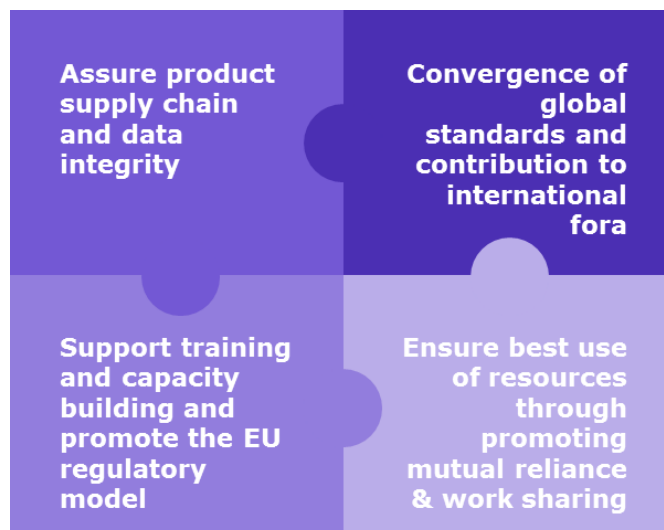 Assure product
supply chain
and data
integrity
Convergence of
global
standards and
contribution to
international
fora
Support training
and capacity
building and
promote the EU
regulatory
model
Ensure best use
of resources
through
promoting
mutual reliance
& work sharing